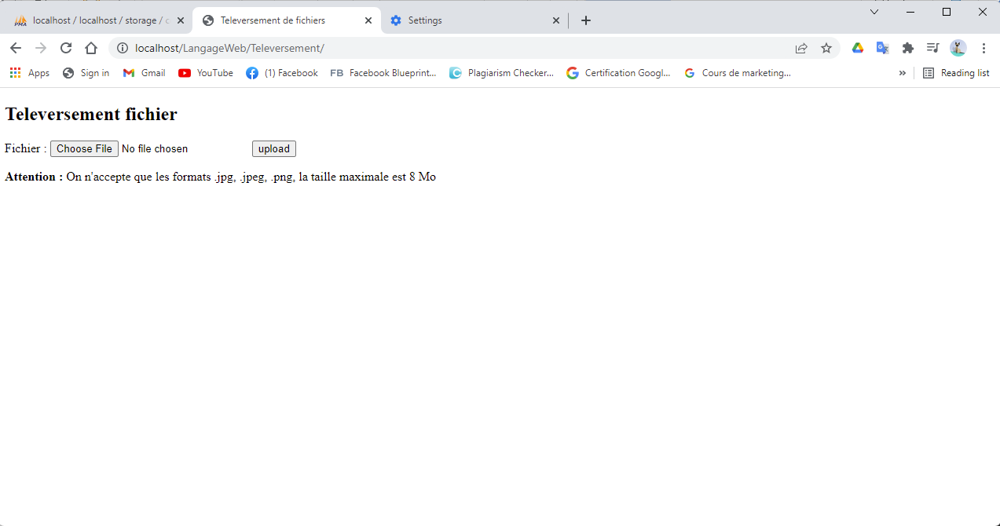 localhost / localhost / storage /
Televersement de fichiers
Settings
localhost/LangageWeb/Televersement/
Apps
Sign in
Gmail
YouTube
(1) Facebook
FB Facebook Blueprint...
Plagiarism Checker...
Certification Googl...
Cours de marketing...
»
Reading list
Televersement fichier
Fichier : Choose File No file chosen upload
Attention : On n'accepte que les formats .jpg, .jpeg, .png, la taille maximale est 8 Mo